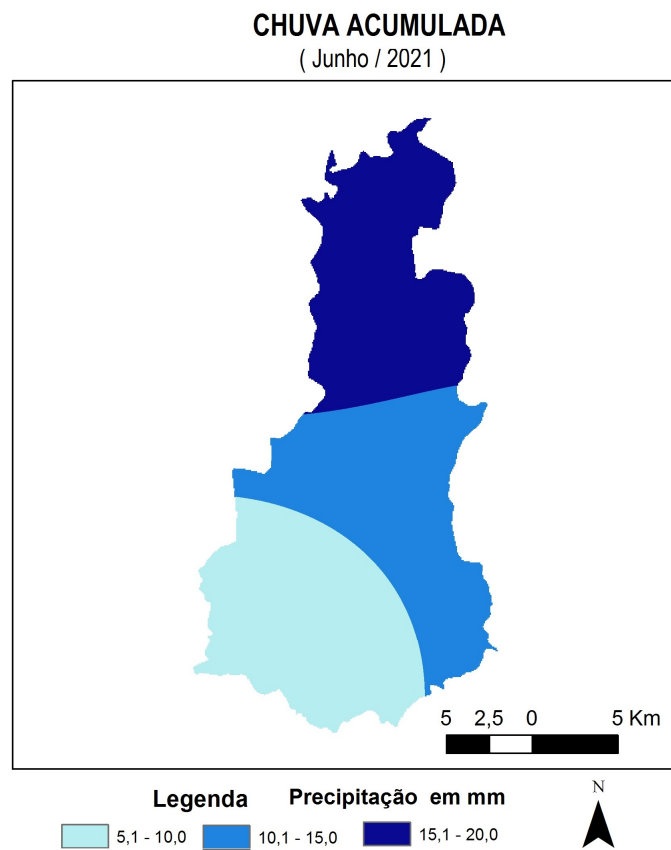 CHUVA ACUMULADA
( Junho / 2021 )
5 2,5 0 5 Km
Legenda Precipitação em mm
N
5,1 - 10,0 10,1 - 15,0 15,1 - 20,0